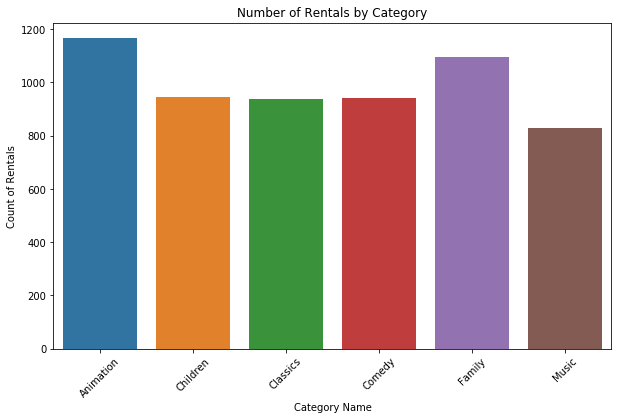 Number of Rentals by Category
Count of Rentals
1200
1000
800
600
400
200
0
Animation
Children
Classics
Comedy
Family
Music
Category Name